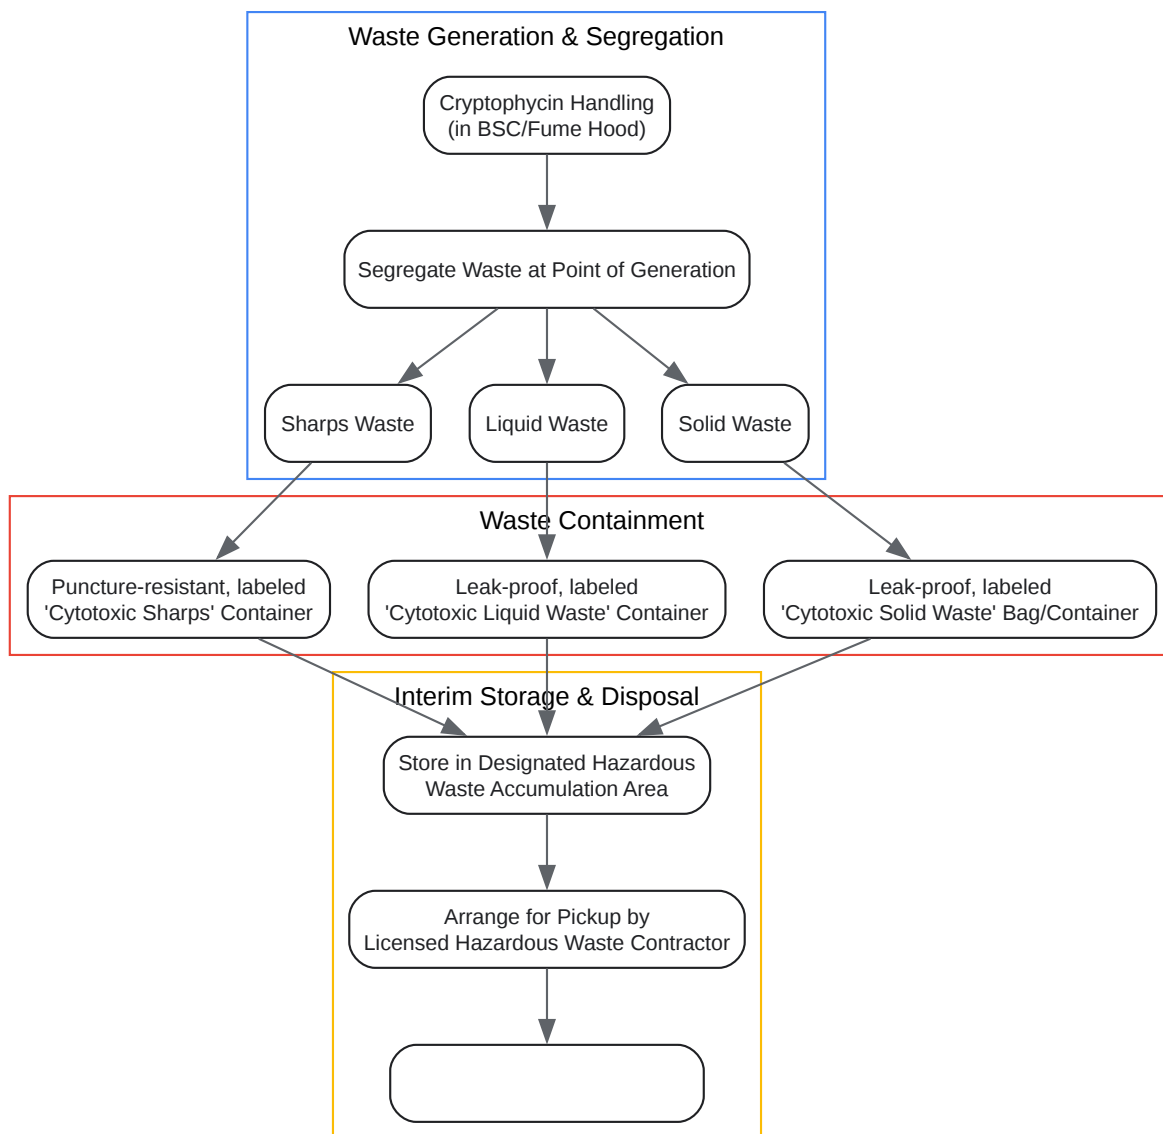 Waste Generation & Segregation
Cryptophycin Handling
(in BSC/Fume Hood)
Segregate Waste at Point of Generation
Sharps Waste
Liquid Waste
Solid Waste
Waste Containment
Puncture-resistant, labeled
'Cytotoxic Sharps' Container
Leak-proof, labeled
'Cytotoxic Liquid Waste' Container
Leak-proof, labeled
'Cytotoxic Solid Waste' Bag/Container
Interim Storage & Disposal
Store in Designated Hazardous
Waste Accumulation Area
Arrange for Pickup by
Licensed Hazardous Waste Contractor